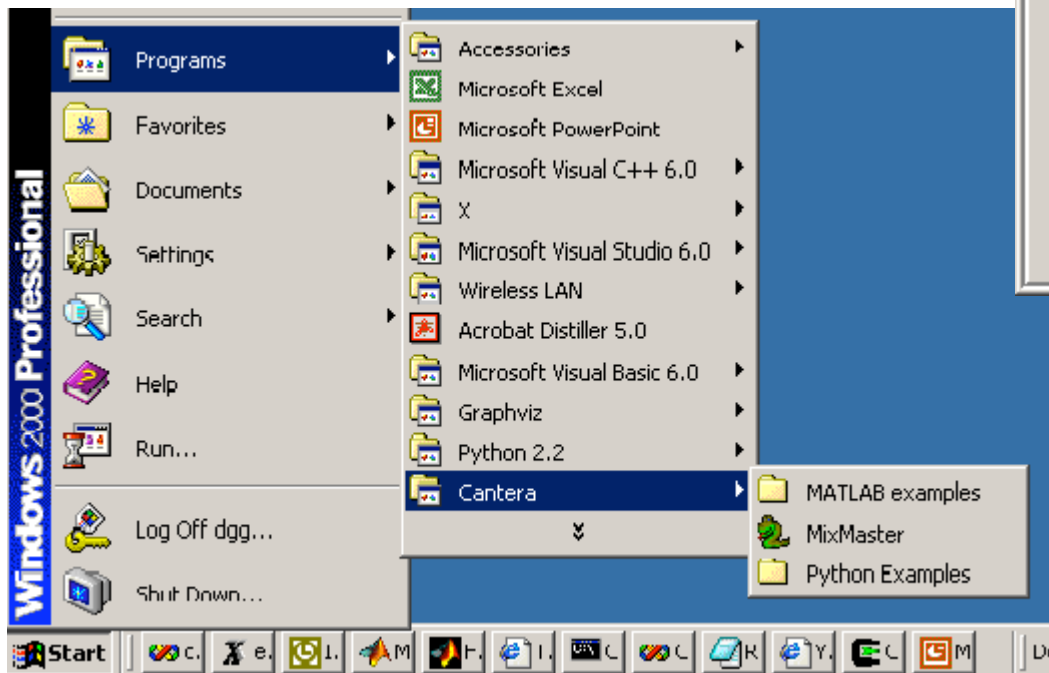 Windows 2000 Professional
Programs
Favorites
Documents
Settings
Search
Help
Run...
Log Off dgg...
Shut Down...
Accessories
Microsoft Excel
Microsoft PowerPoint
Microsoft Visual C++ 6.0
X
Microsoft Visual Studio 6.0
Wireless LAN
Acrobat Distiller 5.0
Microsoft Visual Basic 6.0
Graphviz
Python 2.2
Cantera
MATLAB examples
MixMaster
Python Examples
Start